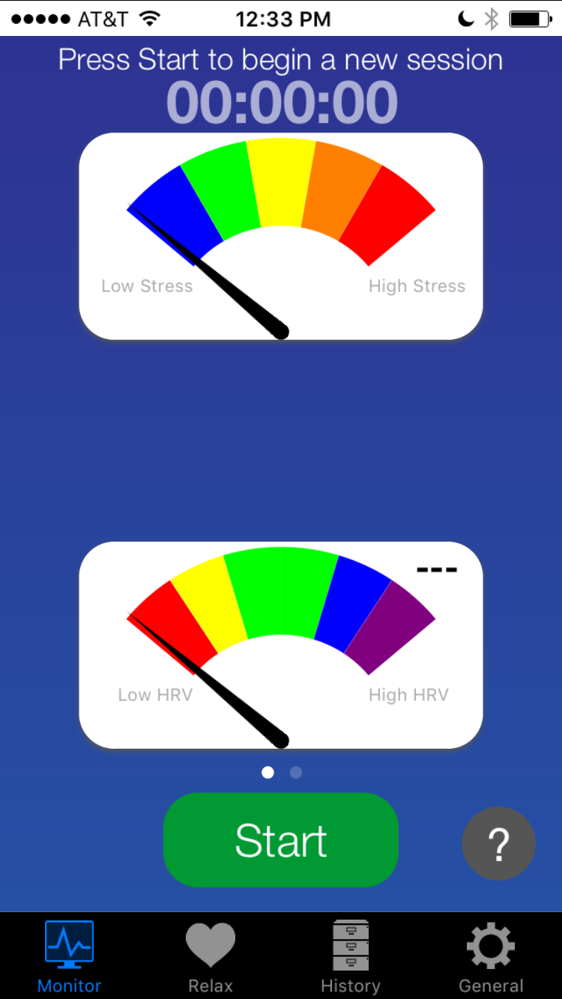 AT&T 12:33 PM
Press Start to begin a new session
00:00:00
Low Stress High Stress
---
Low HRV High HRV
Start ?
Monitor Relax History General